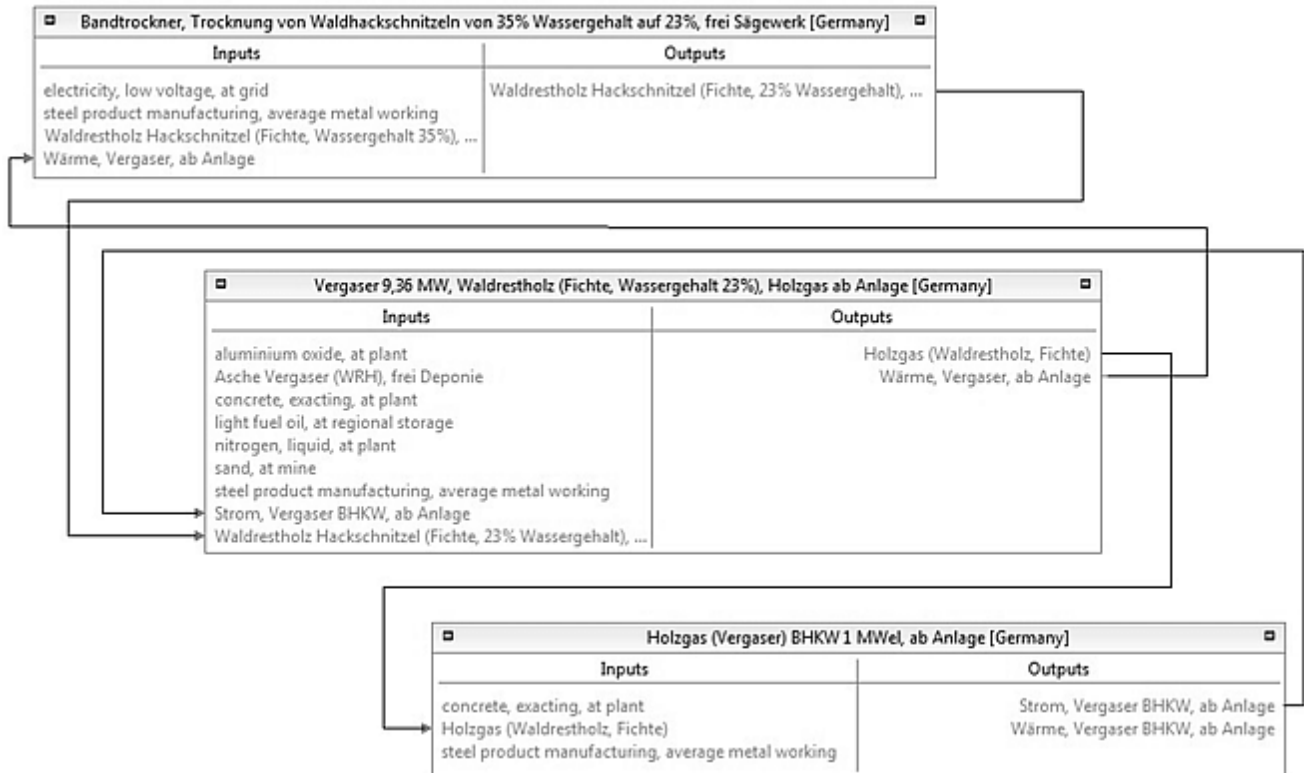 Bandtrockner, Trocknung von Waldhackschnitzeln von 35% Wassergehalt auf 23%, frei Sägewerk [Germany]
Inputs
Outputs
electricity, low voltage, at grid
steel product manufacturing, average metal working
Waldrestholz Hackschnitzel (Fichte, Wassergehalt 35%), ...
Wärme, Vergaser, ab Anlage
Waldrestholz Hackschnitzel (Fichte, 23% Wassergehalt), ...
Vergaser 9,36 MW, Waldrestholz (Fichte, Wassergehalt 23%), Holzgas ab Anlage [Germany]
Inputs
Outputs
aluminium oxide, at plant
Asche Vergaser (WRH), frei Deponie
concrete, exacting, at plant
light fuel oil, at regional storage
nitrogen, liquid, at plant
sand, at mine
steel product manufacturing, average metal working
Strom, Vergaser BHKW, ab Anlage
Waldrestholz Hackschnitzel (Fichte, 23% Wassergehalt), ...
Holzgas (Waldrestholz, Fichte)
Wärme, Vergaser, ab Anlage
Holzgas (Vergaser) BHKW 1 MWel, ab Anlage [Germany]
Inputs
Outputs
concrete, exacting, at plant
Holzgas (Waldrestholz, Fichte)
steel product manufacturing, average metal working
Strom, Vergaser BHKW, ab Anlage
Wärme, Vergaser BHKW, ab Anlage